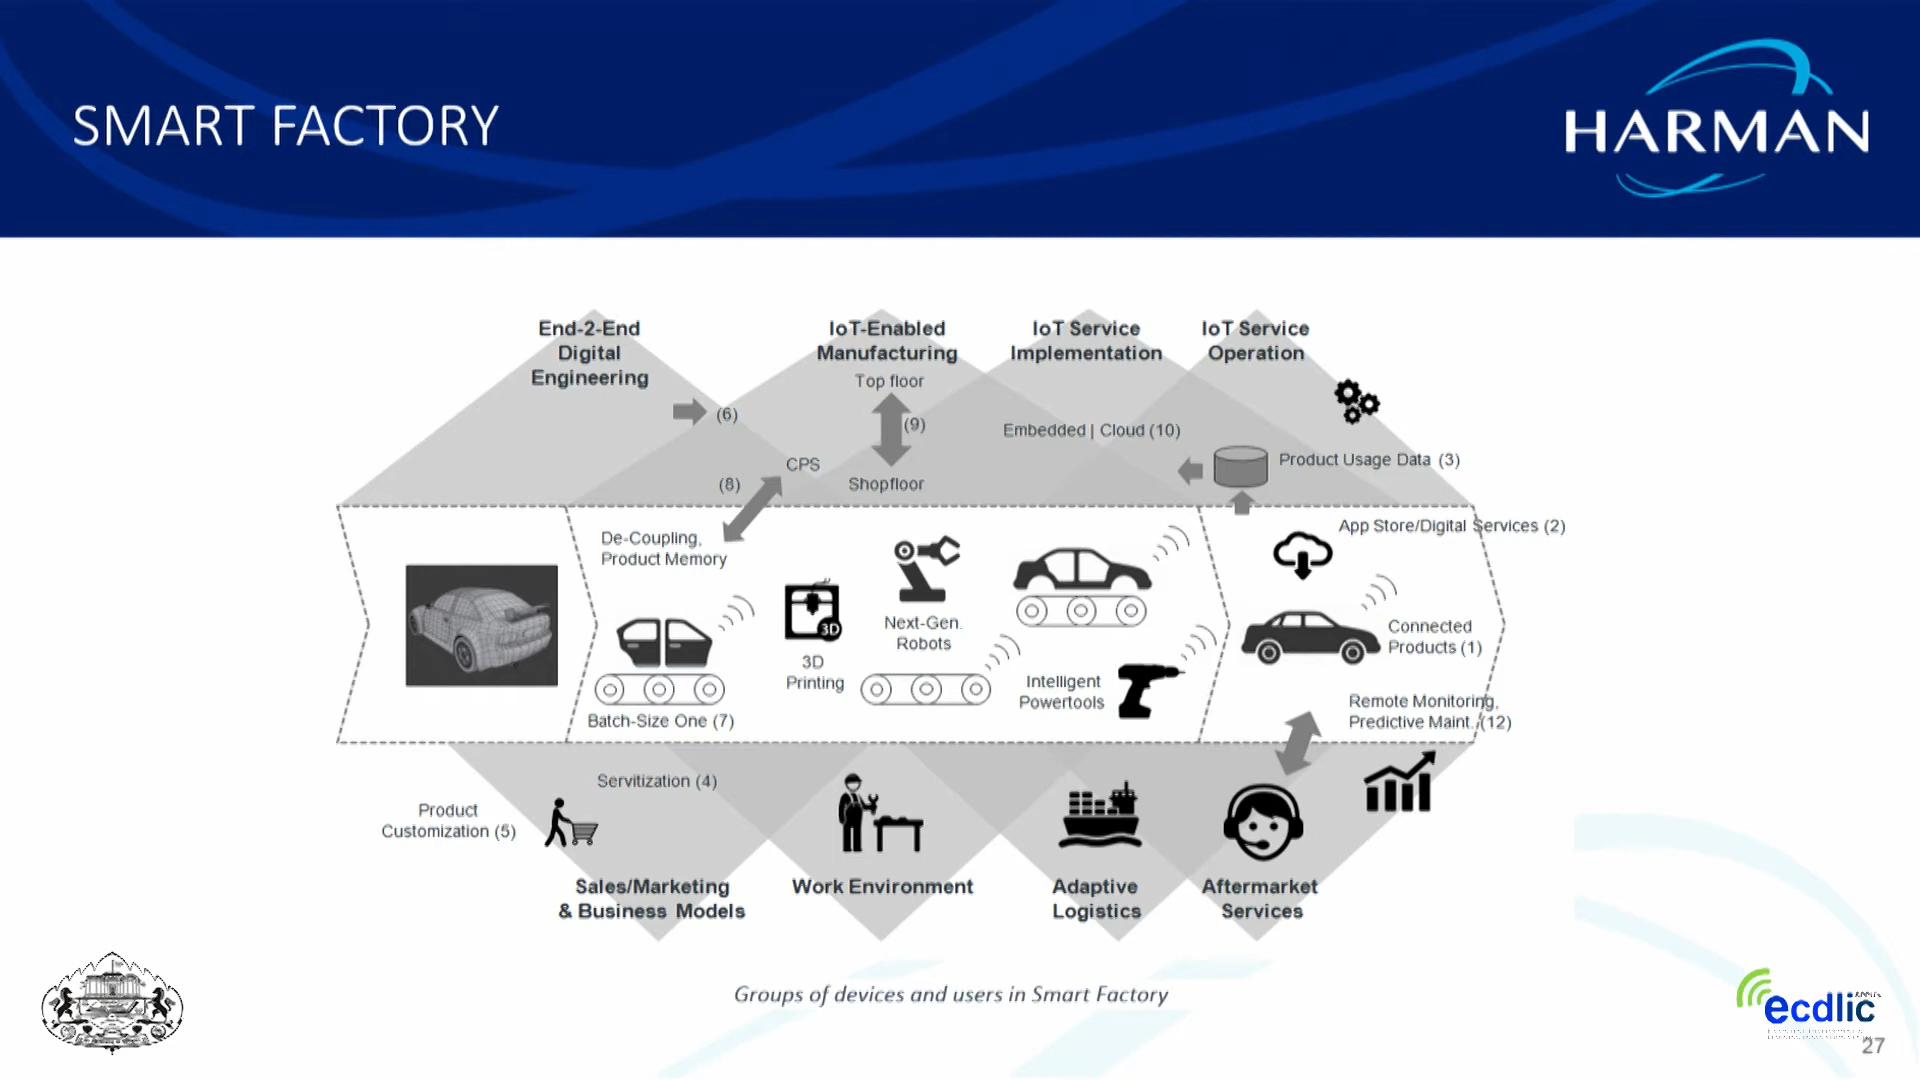 SMART FACTORY
HARMAN
End-2-End
Digital
Engineering
IoT-Enabled
Manufacturing
IoT Service
Implementation
IoT Service
Operation
Top floor
(6)
(9)
Embedded | Cloud (10)
CPS
Product Usage Data (3)
(8)
Shopfloor
App Store/Digital Services (2)
De-Coupling,
Product Memory
3D
Next-Gen.
Robots
Connected
Products (1)
3D
Printing
Intelligent
Powertools
Batch-Size One (7)
Remote Monitoring,
Predictive Maint. (12)
Servitization (4)
Product
Customization (5)
Sales/Marketing
& Business Models
Work Environment
Adaptive
Logistics
Aftermarket
Services
Groups of devices and users in Smart Factory
ecdlic
27